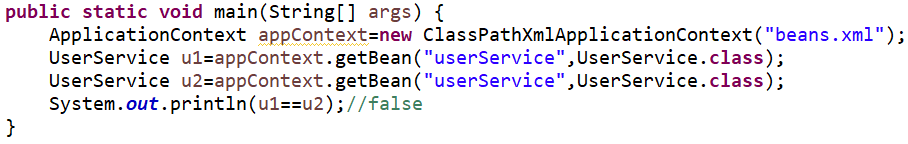 public static void main(String[] args) {
    ApplicationContext appContext=new ClassPathXmlApplicationContext("beans.xml");
    UserService u1=appContext.getBean("userService",UserService.class);
    UserService u2=appContext.getBean("userService",UserService.class);
    System.out.println(u1==u2);//false
}